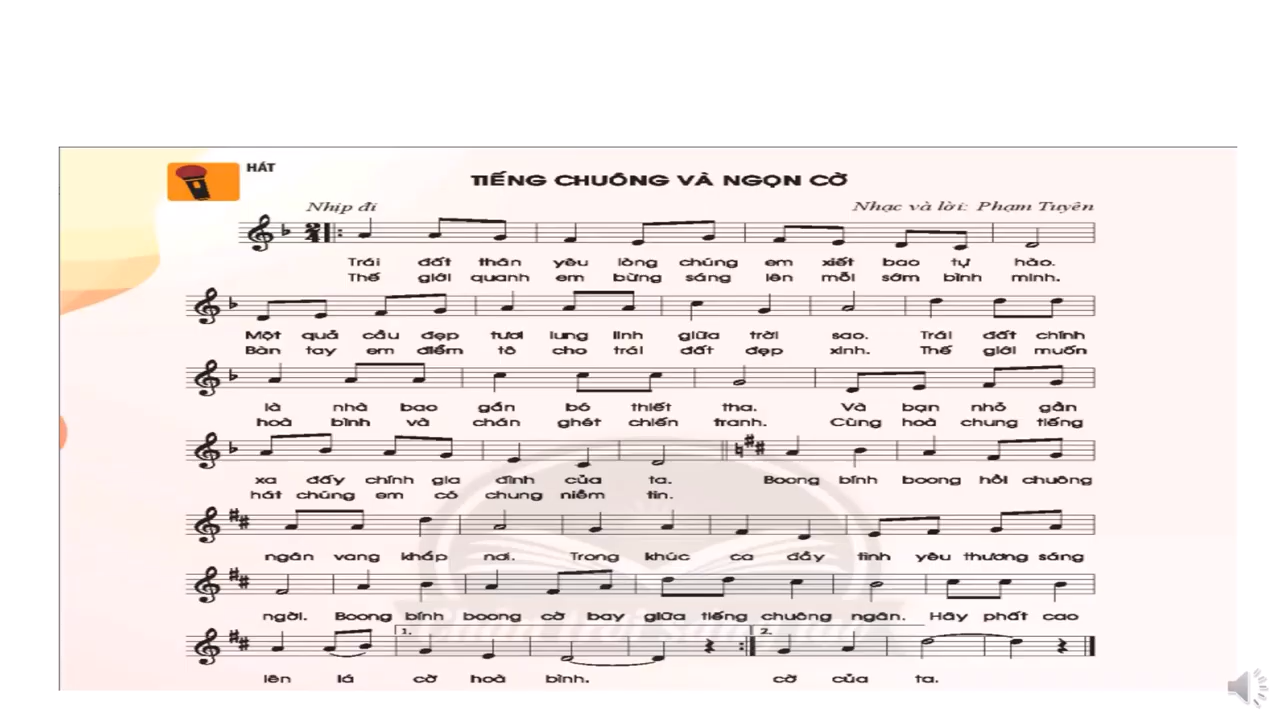 HÁT
TIẾNG CHUÔNG VÀ NGỌN CỜ
Nhịp đi
Nhạc và lời: Phạm Tuyên
Trái đất thân yêu lòng chúng em xiết bao tự hào.
Thế giới quanh em bừng sáng lên mỗi sớm bình minh.
Một quả cầu đẹp tươi lung linh giữa trời sao. Trái đất chính
Bàn tay em điểm tô cho trái đất đẹp xinh. Thế giới muốn
là nhà bao gắn bó thiết tha. Và bạn nhỏ gần
hoà bình và chán ghét chiến tranh. Cùng hoà chung tiếng
xa đấy chính gia đình của ta. Boong bính boong hồi chuông
hát chúng em có chung niềm tin.
ngân vang khắp nơi. Trong khúc ca đầy tình yêu thương sáng
ngời. Boong bính boong cờ bay giữa tiếng chuông ngân. Hãy phất cao
1. 2.
lên lá cờ hoà bình. cờ của ta.